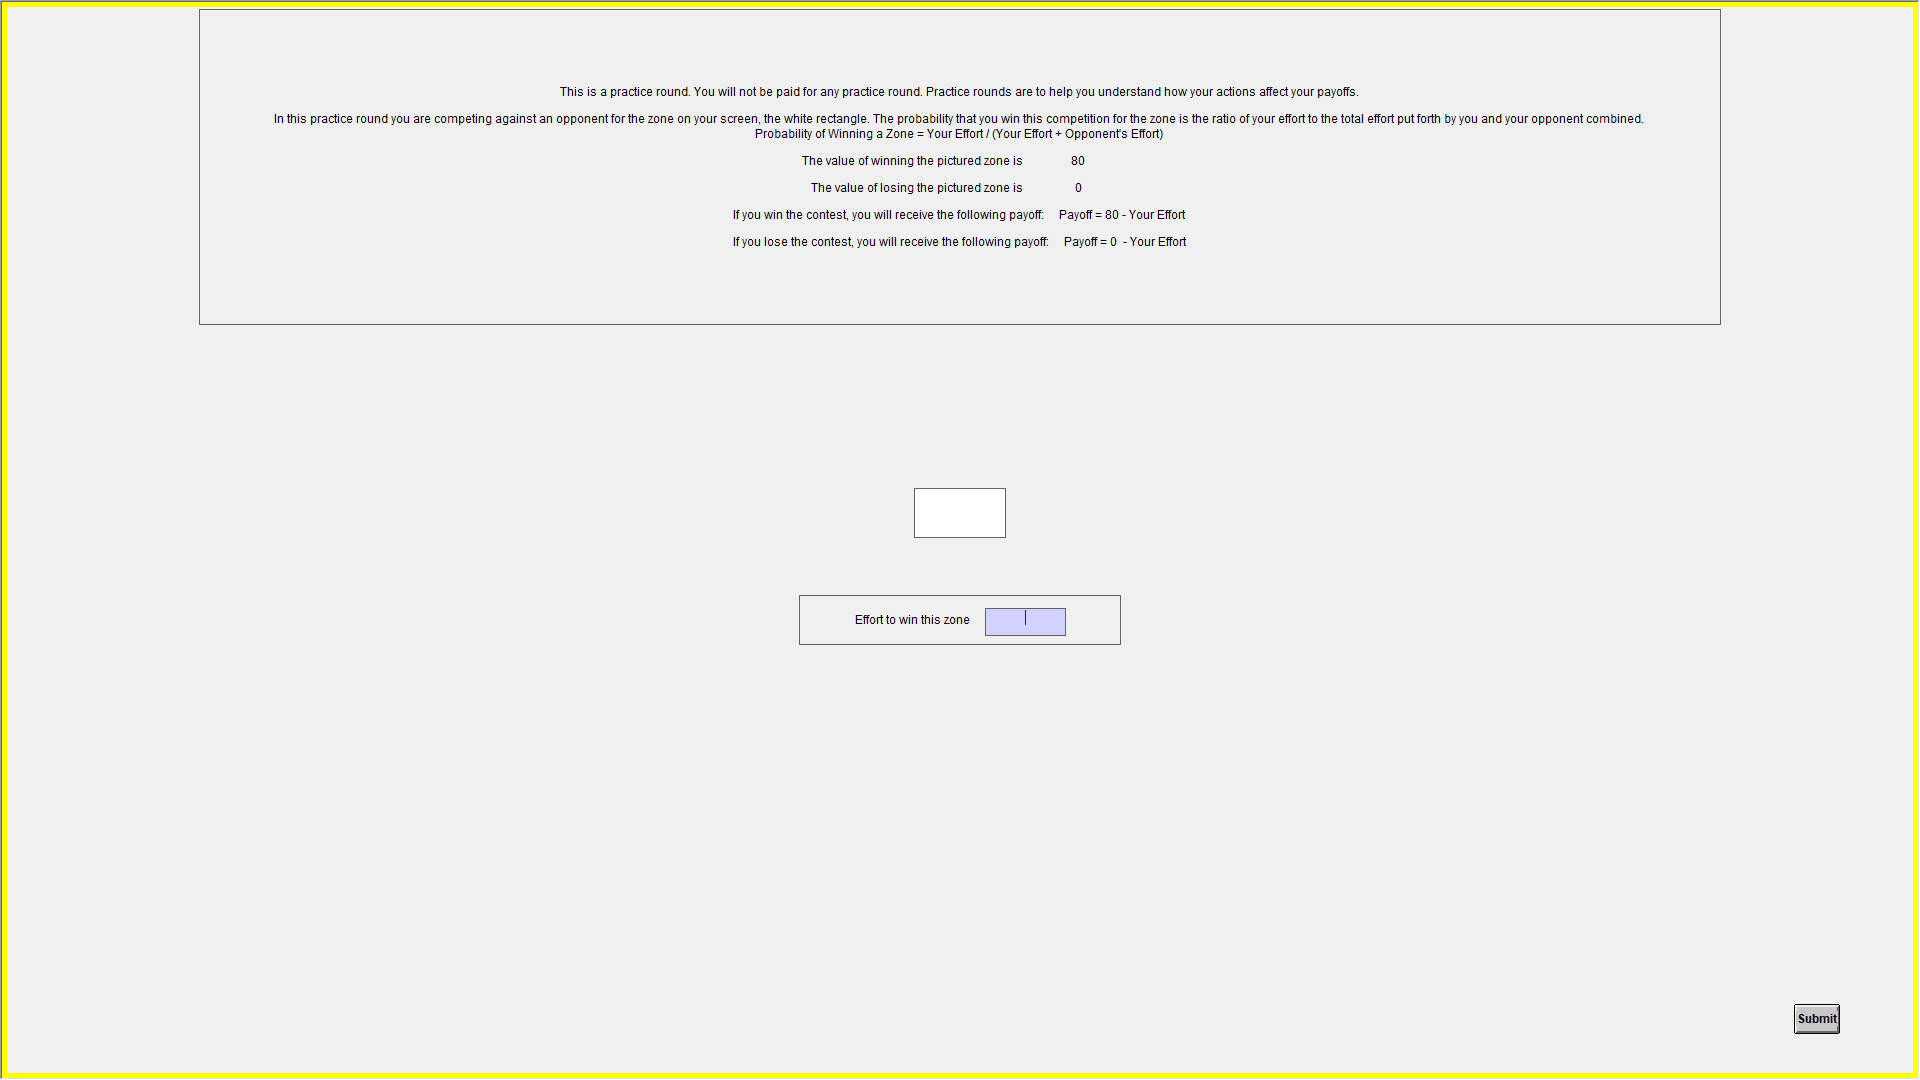 This is a practice round. You will not be paid for any practice round. Practice rounds are to help you understand how your actions affect your payoffs.
In this practice round you are competing against an opponent for the zone on your screen, the white rectangle. The probability that you win this competition for the zone is the ratio of your effort to the total effort put forth by you and your opponent combined.
Probability of Winning a Zone = Your Effort / (Your Effort + Opponent's Effort)
The value of winning the pictured zone is 80
The value of losing the pictured zone is 0
If you win the contest, you will receive the following payoff: Payoff = 80 - Your Effort
If you lose the contest, you will receive the following payoff: Payoff = 0 - Your Effort
Effort to win this zone
Submit